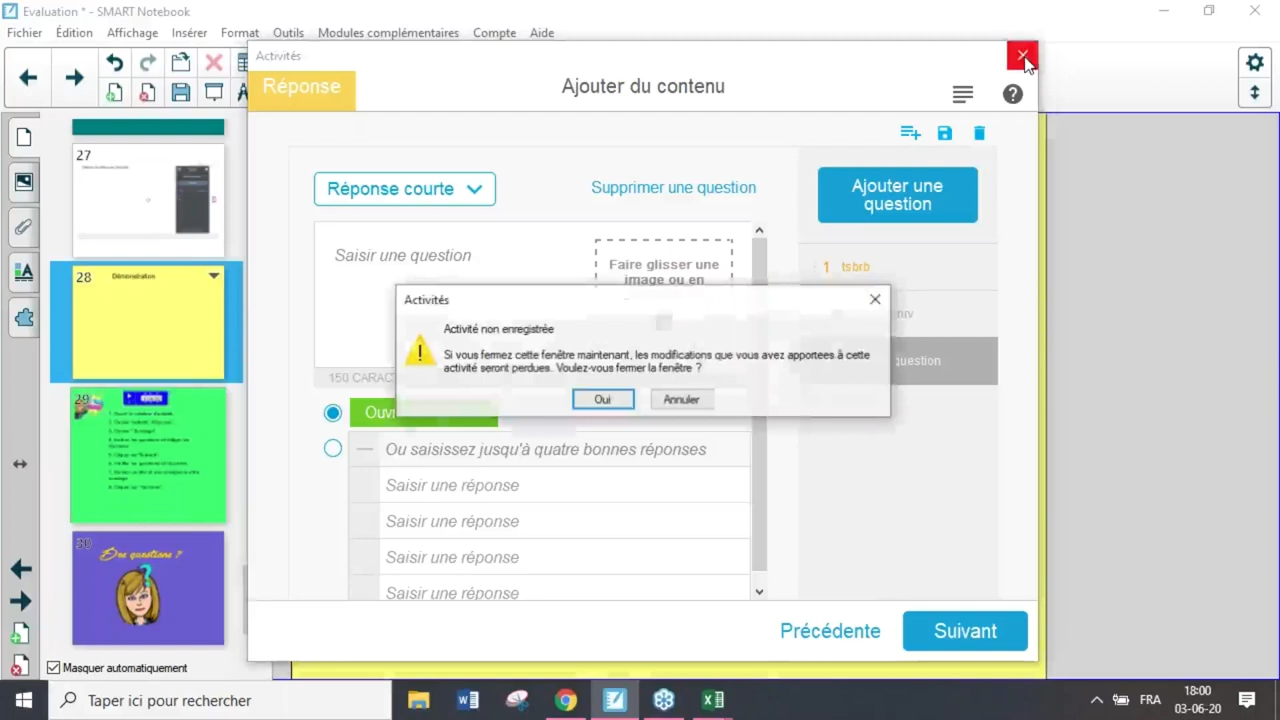 Evaluation * - SMART Notebook
Fichier Édition Affichage Insérer Format Outils Modules complémentaires Compte Aide
Activités
Réponse
Ajouter du contenu
Réponse courte
Supprimer une question
Ajouter une
question
Saisir une question
Faire glisser une
image ou en
1 tsbrb
question
Activités
Activité non enregistrée
Si vous fermez cette fenêtre maintenant, les modifications que vous avez apportees à cette
activité seront perdues. Voulez-vous fermer la fenêtre ?
Oui Annuler
Ou saisissez jusqu'à quatre bonnes réponses
Saisir une réponse
Saisir une réponse
Saisir une réponse
Saisir une réponse
Précédente
Suivant
27
28
Démonstration
29
30
Des questions ?
Masquer automatiquement
Taper ici pour rechercher
FRA
18:00
03-06-20